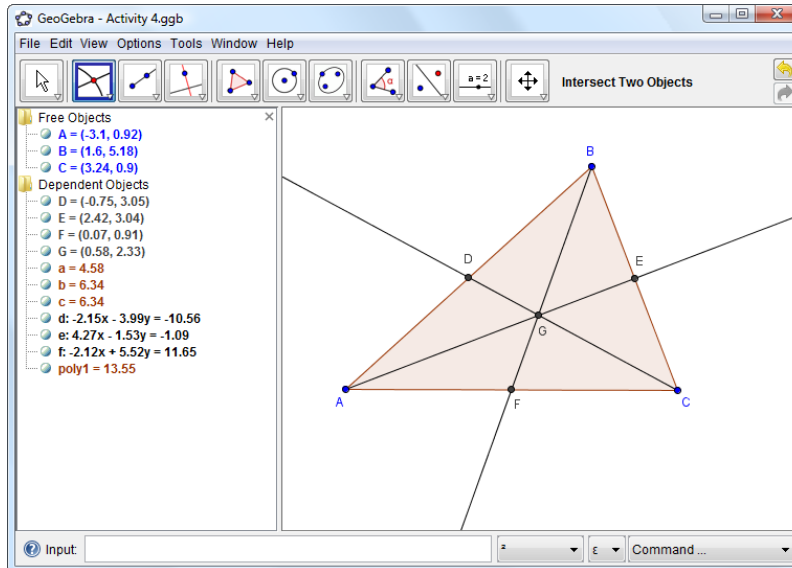 GeoGebra - Activity 4.ggb
File Edit View Options Tools Window Help
α
a = 2
Intersect Two Objects
Free Objects
A = (-3.1, 0.92)
B = (1.6, 5.18)
C = (3.24, 0.9)
Dependent Objects
D = (-0.75, 3.05)
E = (2.42, 3.04)
F = (0.07, 0.91)
G = (0.58, 2.33)
a = 4.58
b = 6.34
c = 6.34
d: -2.15x - 3.99y = -10.56
e: 4.27x - 1.53y = -1.09
f: -2.12x + 5.52y = 11.65
poly1 = 13.55
B
D
E
G
A
F
C
Input:
²
ε
Command ...